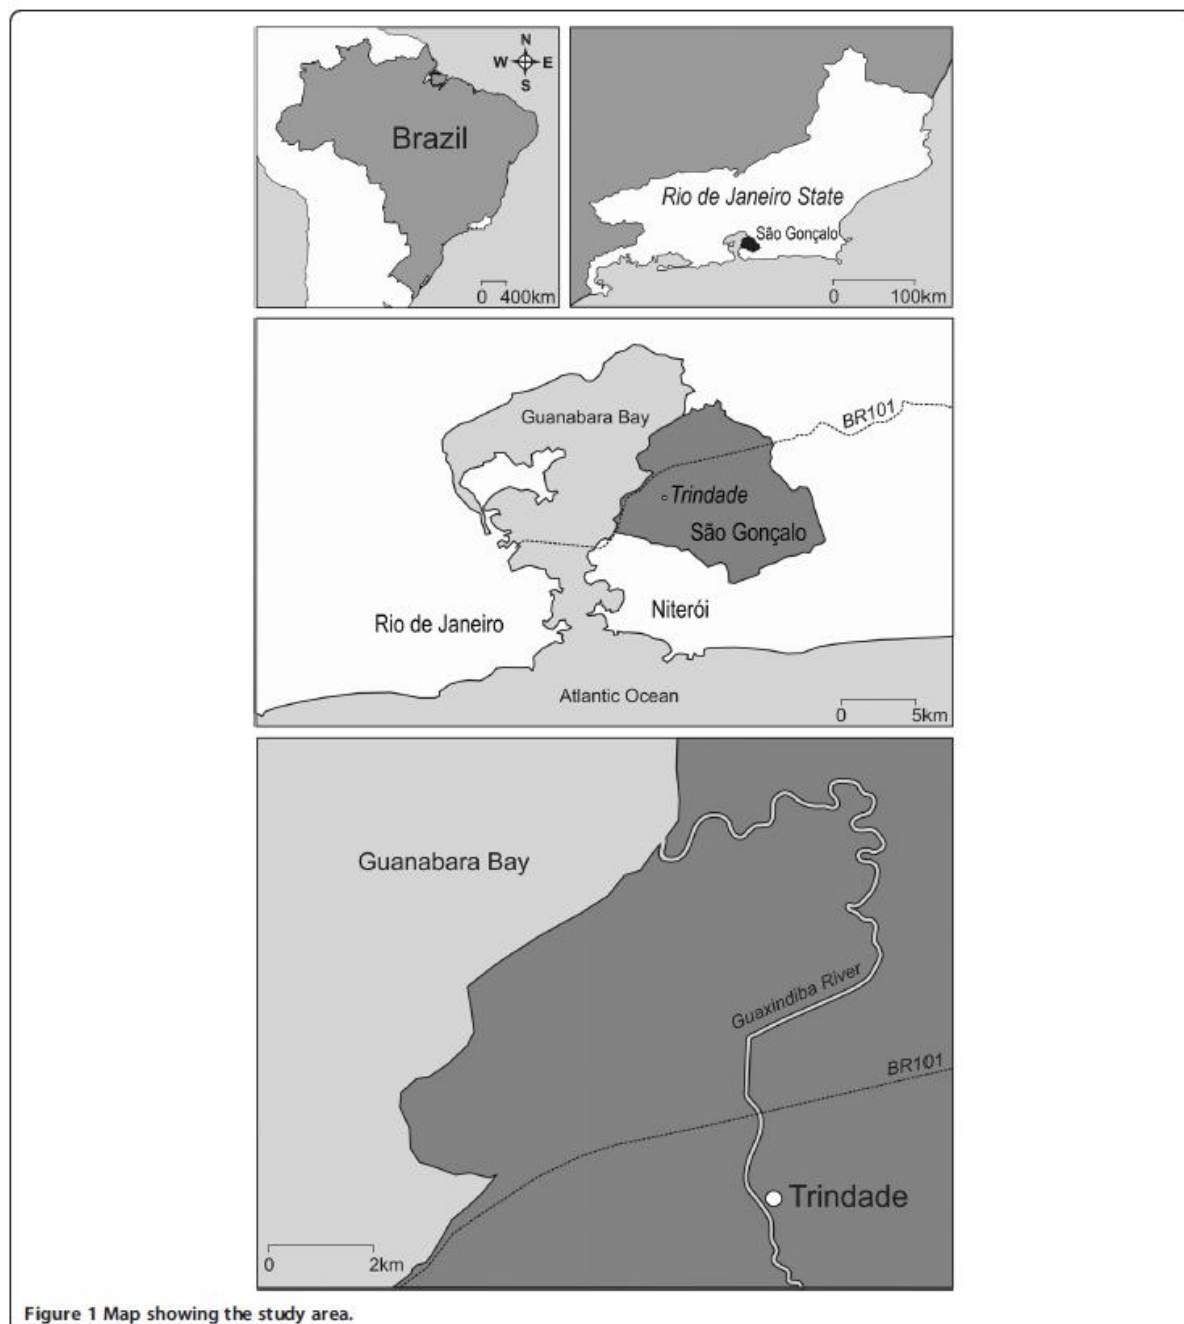 N
W E
S
Brazil
0 400km
Rio de Janeiro State
São Gonçalo
0 100km
Guanabara Bay
BR101
Trindade
São Gonçalo
Rio de Janeiro
Niterói
Atlantic Ocean
0 5km
Guanabara Bay
Guaxindiba River
BR101
Trindade
0 2km
Figure 1 Map showing the study area.